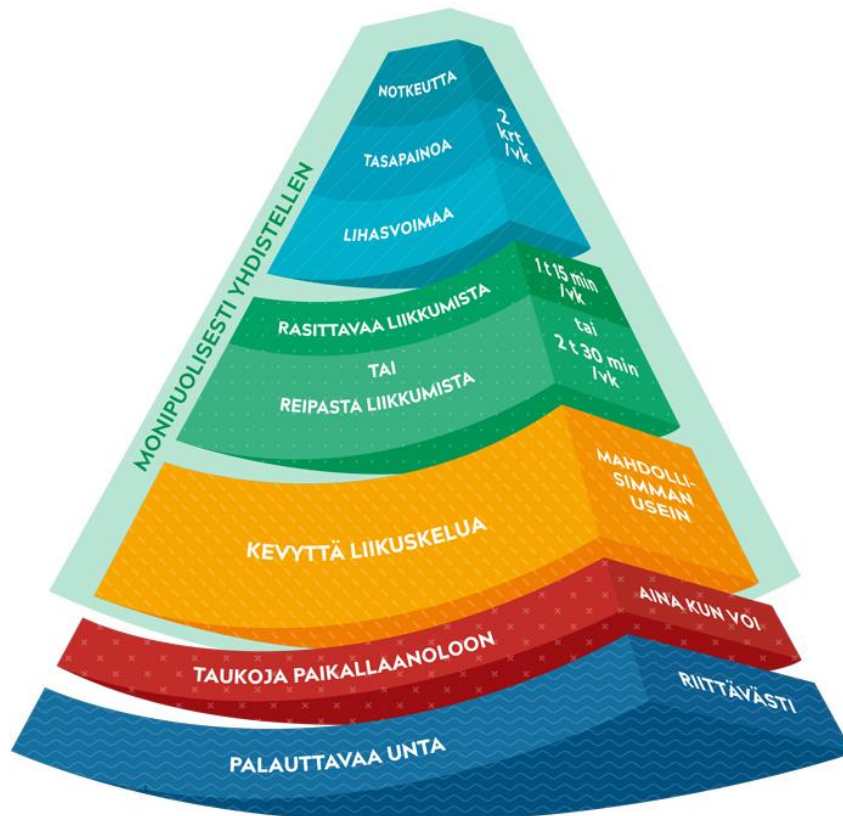 NOTKEUTTA
TASAPAINOA
LIHASVOIMAA
2
krt
/vk
MONIPUOLISESTI YHDISTELLEN
RASITTAVAA LIIKKUMISTA
TAI
REIPASTA LIIKKUMISTA
1 t 15 min
/vk
tai
2 t 30 min
/vk
KEVYTTÄ LIIKUSKELUA
MAHDOLLI-
SIMMAN
USEIN
TAUKOJA PAIKALLAANOLOON
AINA KUN VOI
PALAUTTAVAA UNTA
RIITTÄVÄSTI